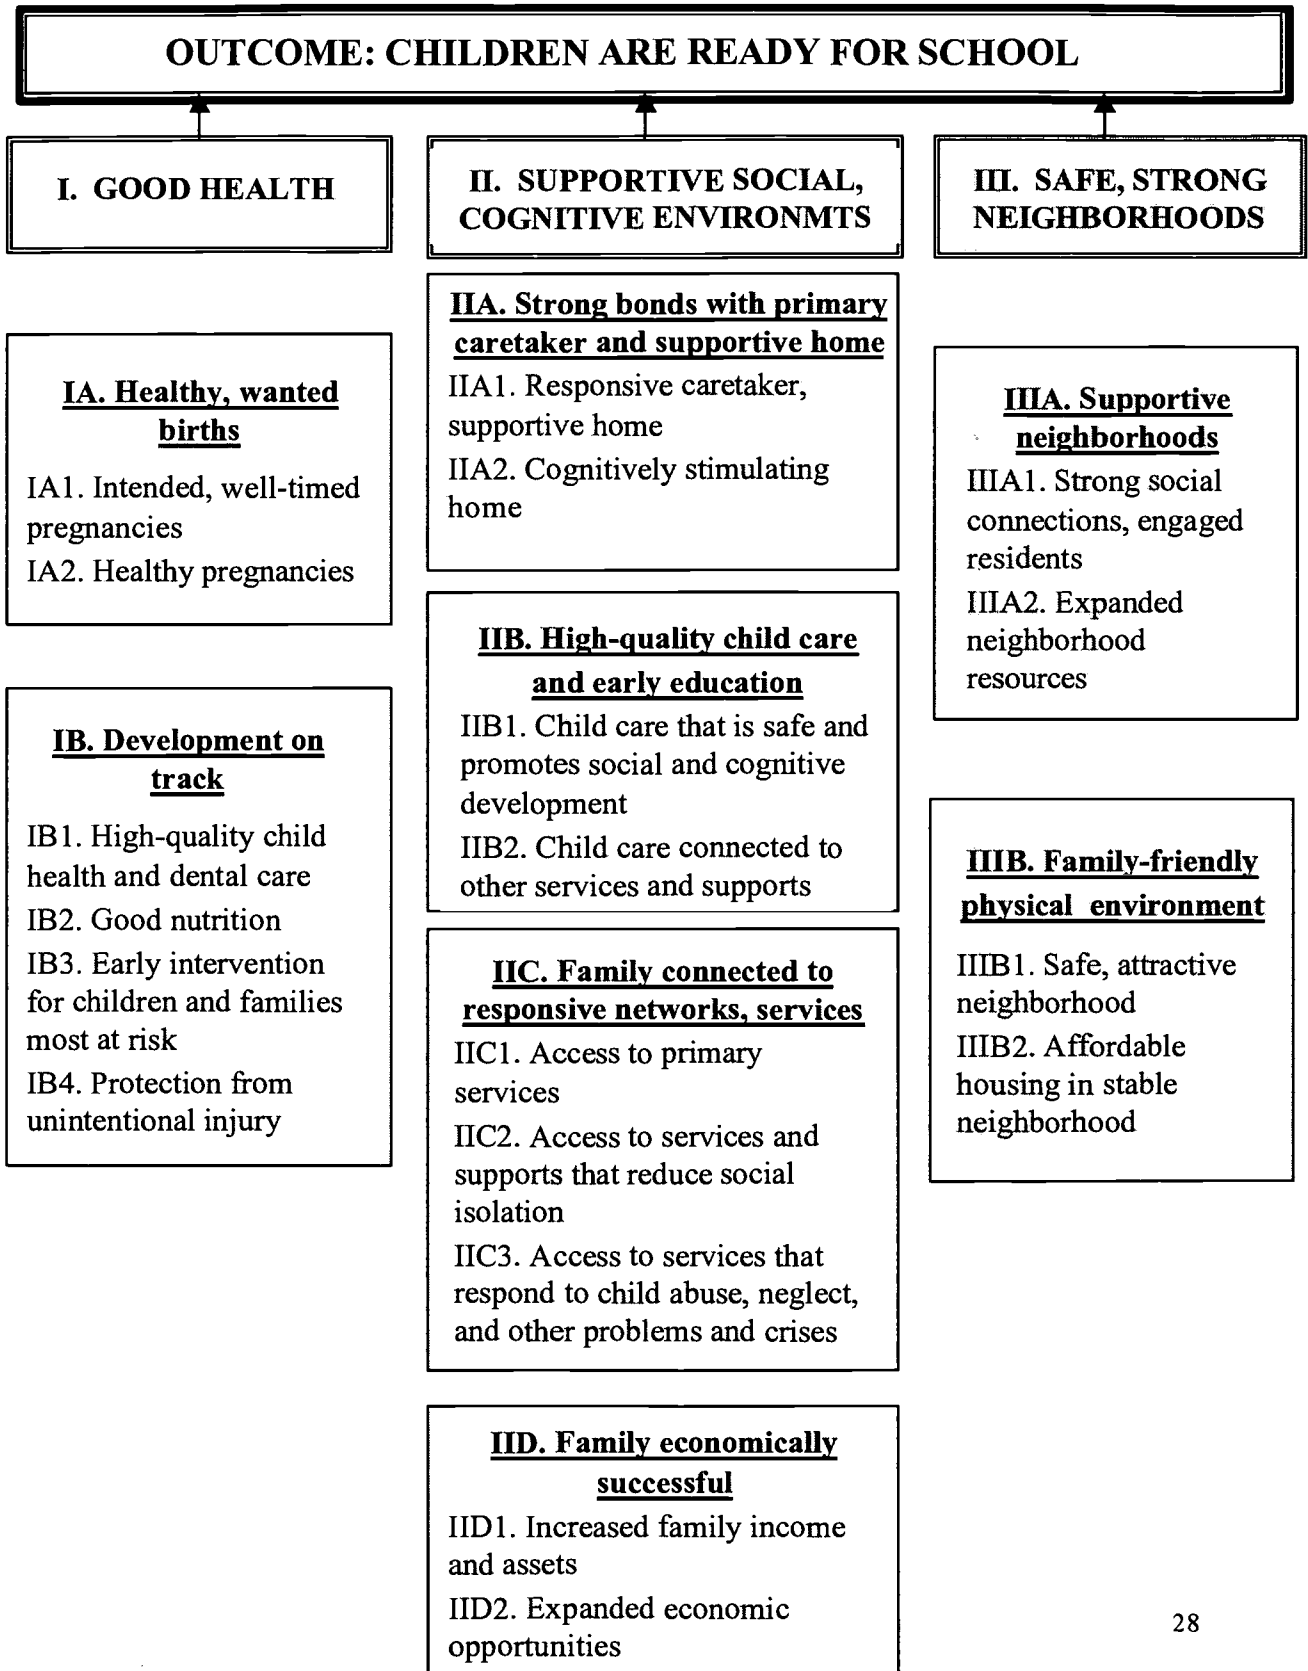 OUTCOME: CHILDREN ARE READY FOR SCHOOL
I. GOOD HEALTH
IA. Healthy, wanted
births
IA1. Intended, well-timed
pregnancies
IA2. Healthy pregnancies
IB. Development on
track
IB1. High-quality child
health and dental care
IB2. Good nutrition
IB3. Early intervention
for children and families
most at risk
IB4. Protection from
unintentional injury
II. SUPPORTIVE SOCIAL,
COGNITIVE ENVIRONMTS
IIA. Strong bonds with primary
caretaker and supportive home
IIA1. Responsive caretaker,
supportive home
IIA2. Cognitively stimulating
home
IIB. High-quality child care
and early education
IIB1. Child care that is safe and
promotes social and cognitive
development
IIB2. Child care connected to
other services and supports
IIC. Family connected to
responsive networks, services
IIC1. Access to primary
services
IIC2. Access to services and
supports that reduce social
isolation
IIC3. Access to services that
respond to child abuse, neglect,
and other problems and crises
IID. Family economically
successful
IID1. Increased family income
and assets
IID2. Expanded economic
opportunities
III. SAFE, STRONG
NEIGHBORHOODS
IIIA. Supportive
neighborhoods
IIIA1. Strong social
connections, engaged
residents
IIIA2. Expanded
neighborhood
resources
IIIB. Family-friendly
physical environment
IIIB1. Safe, attractive
neighborhood
IIIB2. Affordable
housing in stable
neighborhood
28